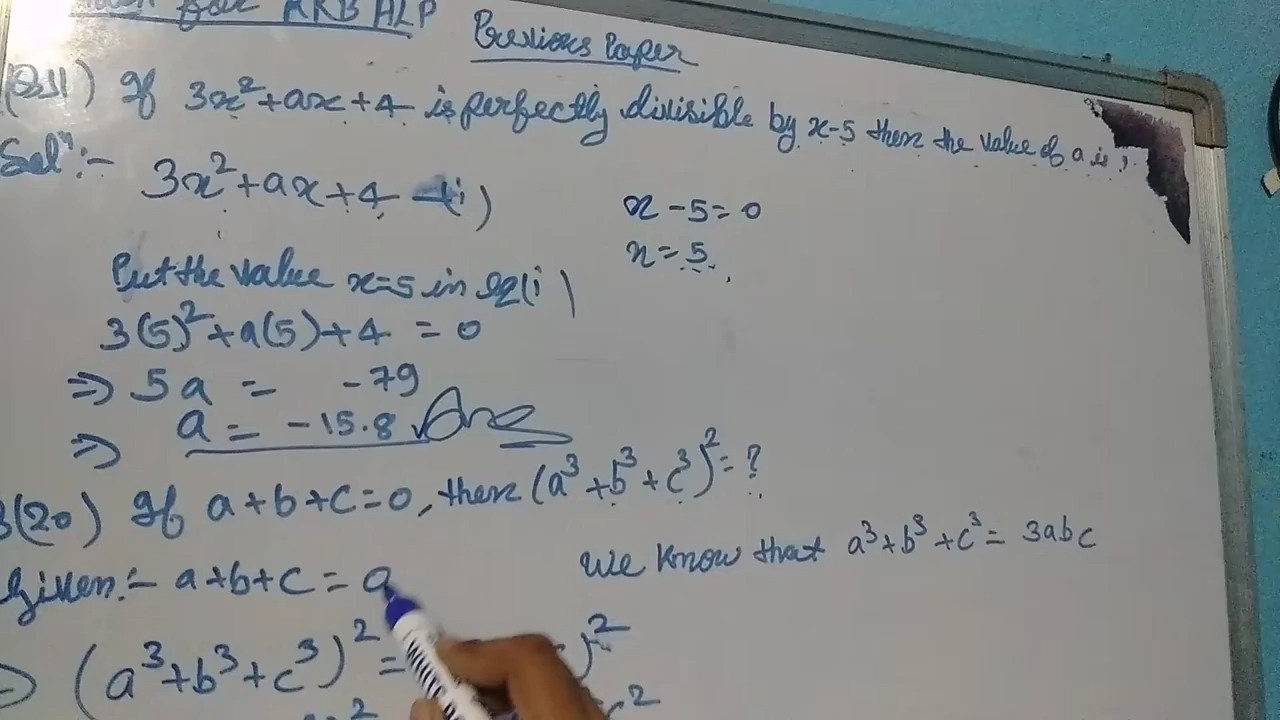 for RRB ALP Previous Paper
If 3x²+ax+4 is perfectly divisible by x-5 then the value of a is ?
Solⁿ:-
3x²+ax+4 —(i)
x-5=0
x=5
Put the value x=5 in eq(i)
3(5)²+a(5)+4 = 0
⇒ 5a = -79
⇒ a = -15.8 Ans
(20) If a+b+c=0, then (a³+b³+c³)²=?
We know that a³+b³+c³= 3abc
Given:- a+b+c=0
⇒ (a³+b³+c³)² = )²